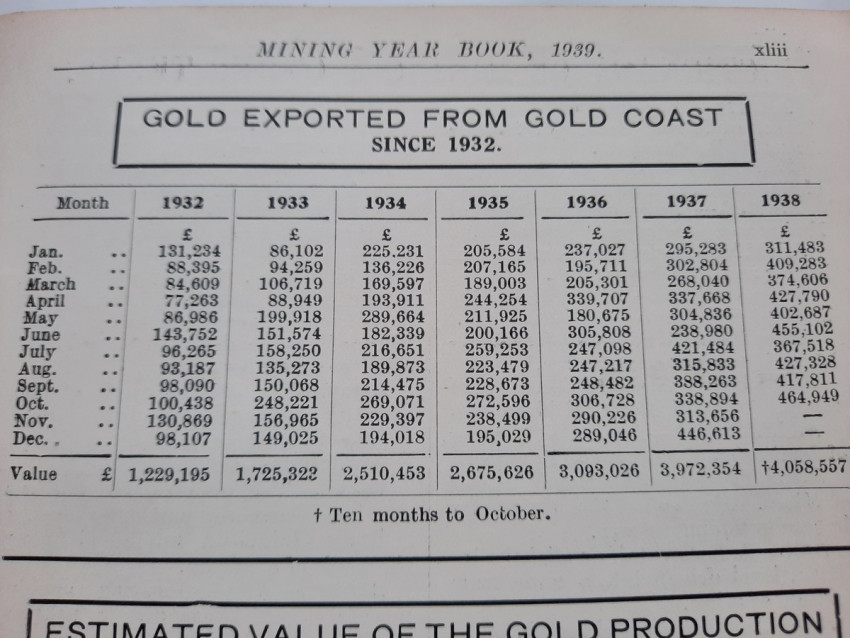 MINING YEAR BOOK, 1939. xliii
GOLD EXPORTED FROM GOLD COAST
SINCE 1932.
Month 1932 1933 1934 1935 1936 1937 1938
£ £ £ £ £ £ £
Jan. .. 131,234 86,102 225.231 205,584 237,027 295,283 311,483
Feb. .. 88,395 94,259 136,226 207,165 195,711 302,804 409,283
March .. 84,609 106,719 169,597 189,003 205,301 268,040 374,606
April .. 77,263 88,949 193,911 244,254 339,707 337,668 427,790
May .. 86,986 199,918 289,664 211,925 180,675 304,836 402,687
June .. 143,752 151,574 182,339 200,166 305,808 238,980 455,102
July .. 96,265 158,250 216,651 259,253 247,098 421,484 367,518
Aug. .. 93,187 135,273 189,873 223,479 247,217 315,833 427,328
Sept. .. 98,090 150,068 214,475 228,673 248,482 388,263 417,811
Oct. .. 100,438 248,221 269,071 272,596 306,728 338,894 464,949
Nov. .. 130,869 156,965 229,397 238,499 290,226 313,656 —
Dec. . .. 98,107 149,025 194,018 195,029 289,046 446,613 —
Value £ 1,229,195 1,725,323 2,510,453 2,675,626 3,093,026 3,972,354 †4,058,557
† Ten months to October.
ESTIMATED VALUE OF THE GOLD PRODUCTION